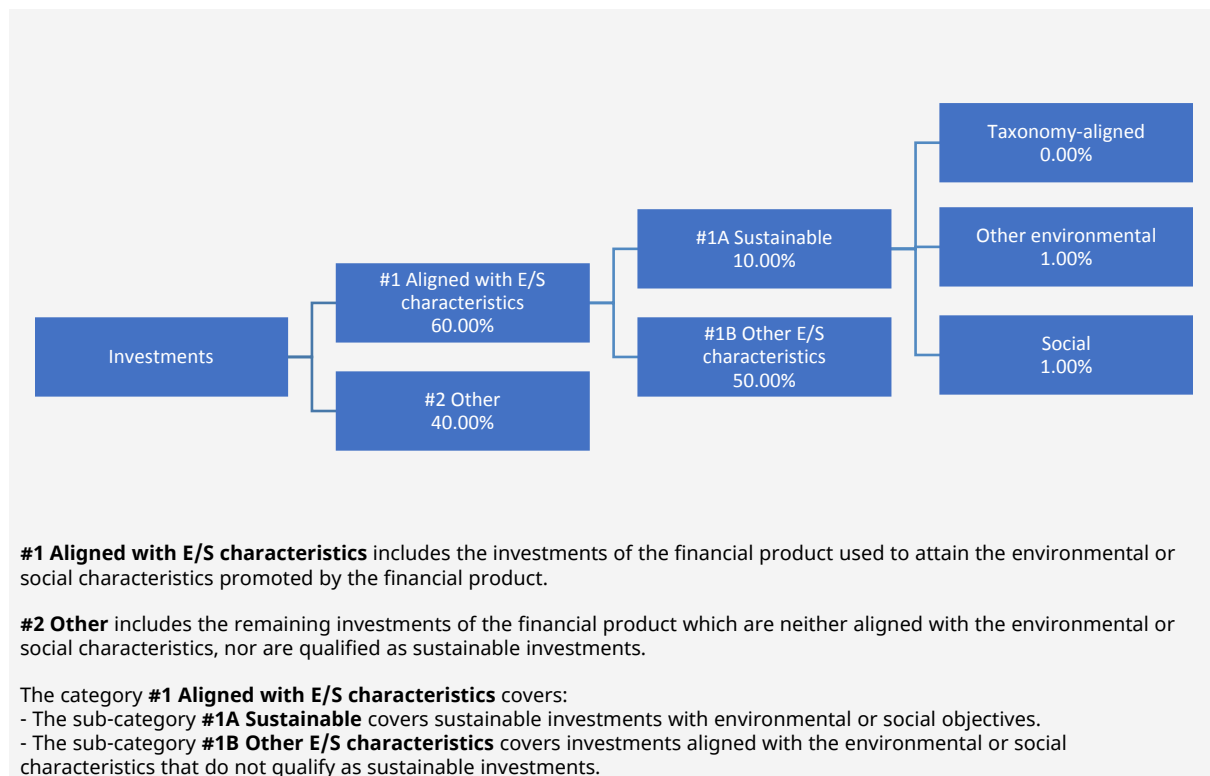 Taxonomy-aligned
0.00%
#1A Sustainable
10.00%
Other environmental
1.00%
#1 Aligned with E/S
characteristics
60.00%
Investments
#1B Other E/S
characteristics
50.00%
Social
1.00%
#2 Other
40.00%
#1 Aligned with E/S characteristics includes the investments of the financial product used to attain the environmental or
social characteristics promoted by the financial product.
#2 Other includes the remaining investments of the financial product which are neither aligned with the environmental or
social characteristics, nor are qualified as sustainable investments.
The category #1 Aligned with E/S characteristics covers:
- The sub-category #1A Sustainable covers sustainable investments with environmental or social objectives.
- The sub-category #1B Other E/S characteristics covers investments aligned with the environmental or social
characteristics that do not qualify as sustainable investments.